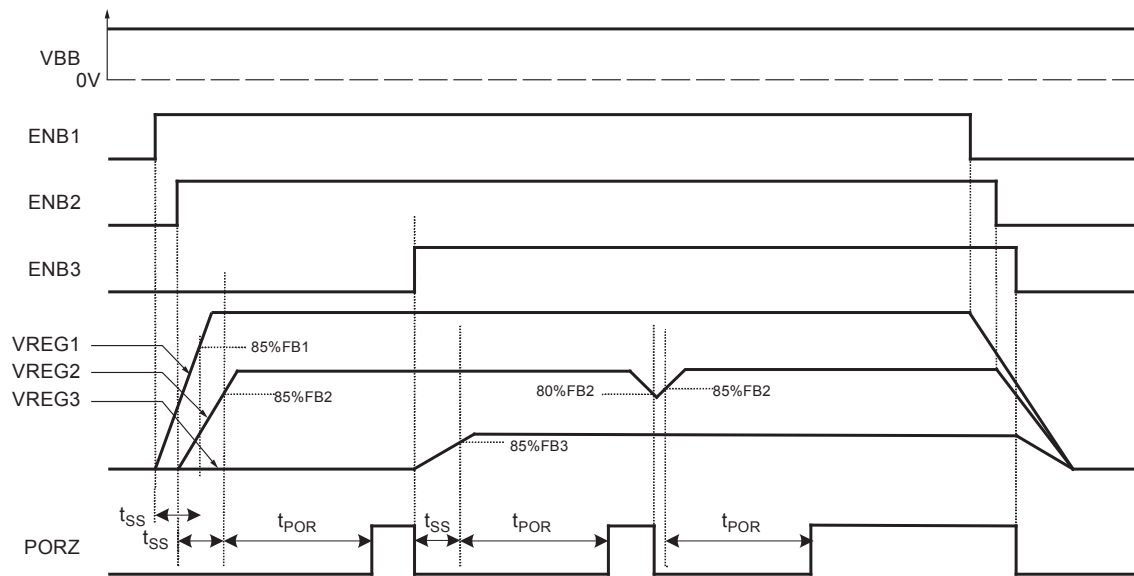 VBB
0V
ENB1
ENB2
ENB3
VREG1
85%FB1
VREG2
80%FB2
85%FB2
85%FB2
VREG3
85%FB3
tSS
tPOR
tSS
tPOR
tPOR
tSS
PORZ